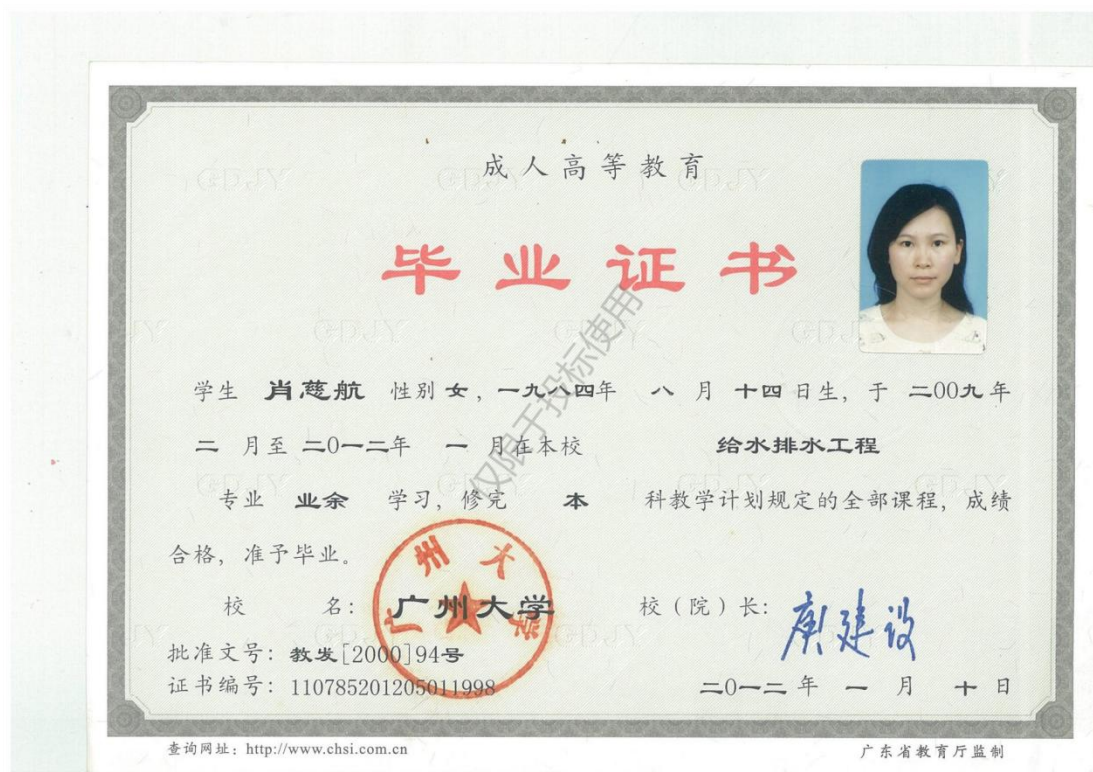 成人高等教育
毕业证书
学生 肖慈航 性别 女，一九八四年 八 月 十四 日生，于 二00九年
二 月至 二0一二年 一 月在本校 给水排水工程
专业 业余 学习，修完 本 科教学计划规定的全部课程，成绩
合格，准予毕业。
校 名：广州大学 校（院）长：庾建设
批准文号：教发[2000]94号
证书编号：110785201205011998 二0一二年 一 月 十 日
查询网址：http://www.chsi.com.cn 广东省教育厅监制
仅限于投标使用
广州大学
GDJY